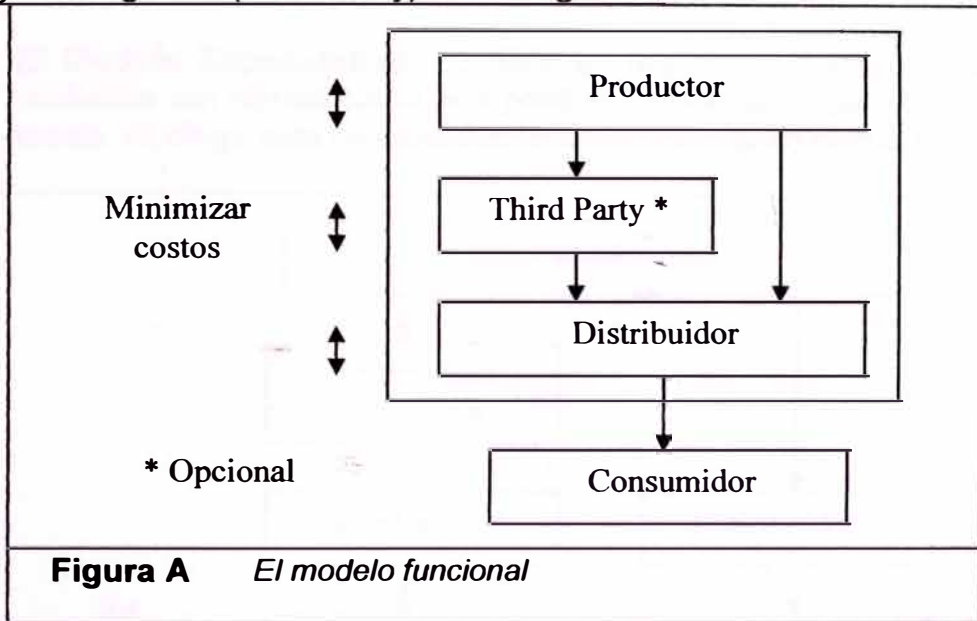 Productor
Third Party *
Minimizar
costos
Distribuidor
* Opcional
Consumidor
Figura A El modelo funcional